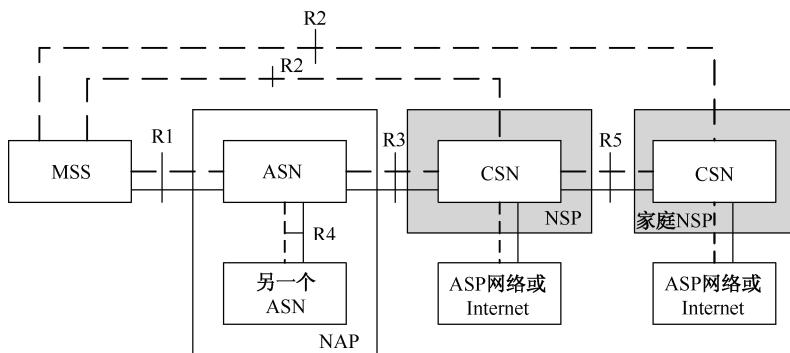 R2
R2
R1
R3
R5
MSS
ASN
CSN
CSN
NSP
家庭NSP
R4
另一个
ASN
ASP网络或
Internet
ASP网络或
Internet
NAP